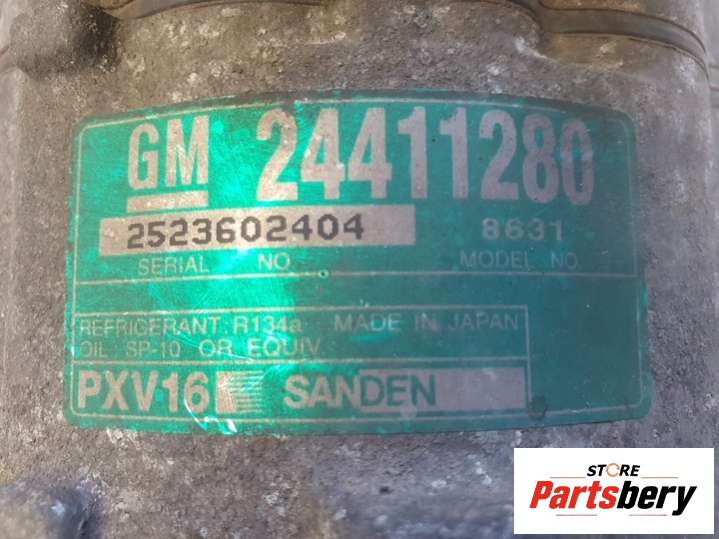 GM 24411280
2523602404 8631
SERIAL NO. MODEL NO.
REFRIGERANT R134a MADE IN JAPAN
OIL SP-10 OR EQUIV
PXV16 SANDEN
STORE
Partsbery